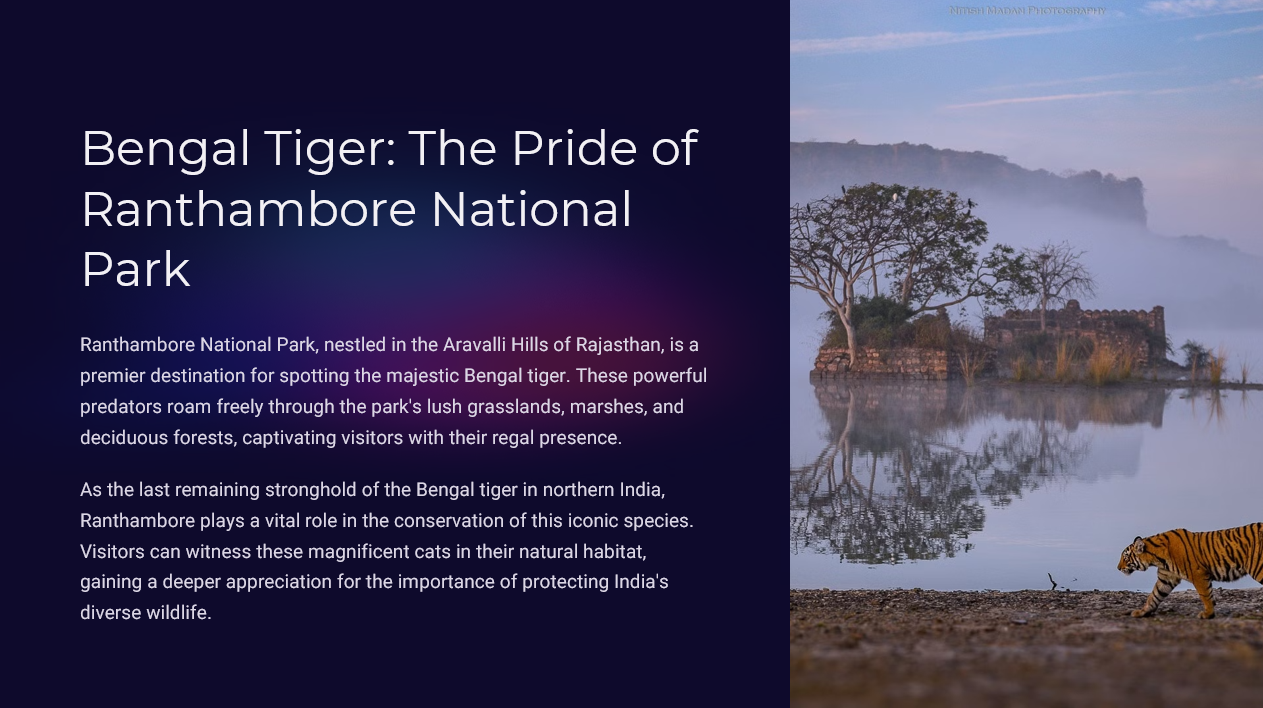 Nitish Madan Photography
Bengal Tiger: The Pride of
Ranthambore National
Park
Ranthambore National Park, nestled in the Aravalli Hills of Rajasthan, is a
premier destination for spotting the majestic Bengal tiger. These powerful
predators roam freely through the park's lush grasslands, marshes, and
deciduous forests, captivating visitors with their regal presence.
As the last remaining stronghold of the Bengal tiger in northern India,
Ranthambore plays a vital role in the conservation of this iconic species.
Visitors can witness these magnificent cats in their natural habitat,
gaining a deeper appreciation for the importance of protecting India's
diverse wildlife.